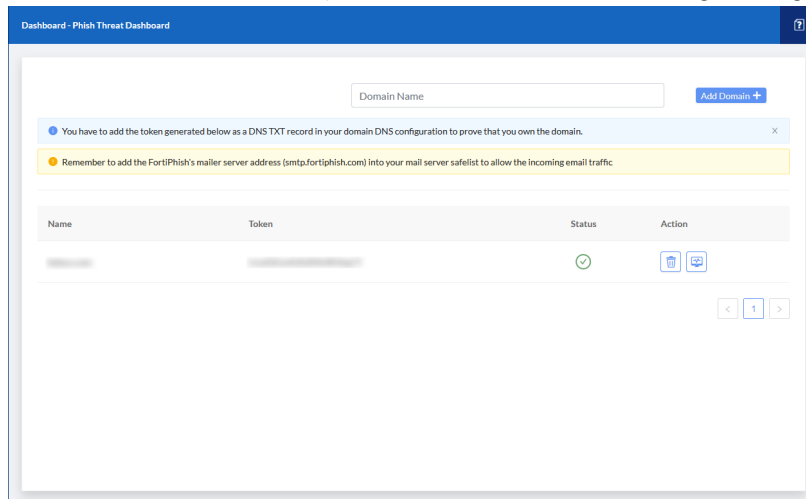 Dashboard - Phish Threat Dashboard
Domain Name
Add Domain +
You have to add the token generated below as a DNS TXT record in your domain DNS configuration to prove that you own the domain.
Remember to add the FortiPhish's mailer server address (smtp.fortiphish.com) into your mail server safelist to allow the incoming email traffic
Name Token Status Action
< 1 >